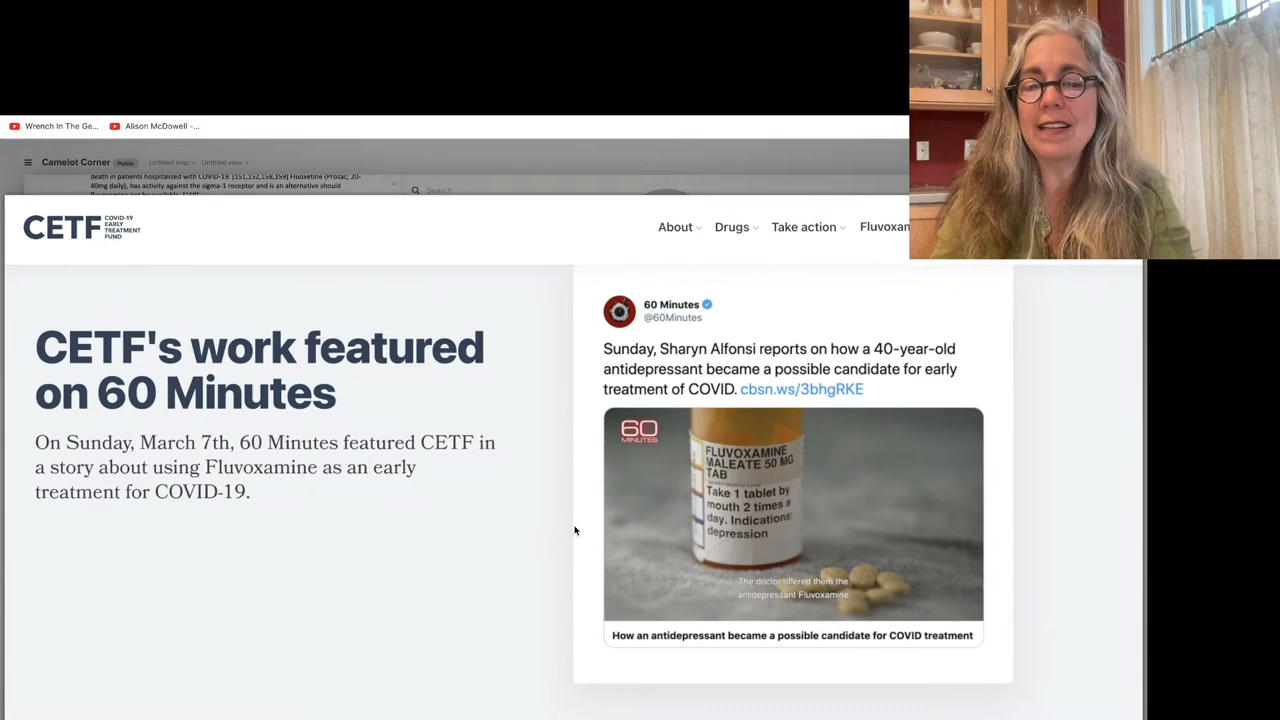 Wrench In The Ge...
Alison McDowell -...
Camelot Corner
Public
Untitled map
Untitled view
death in patients hospitalized with COVID-19. [151,152,158,159] Fluoxetine (Prozac; 20-
40mg daily), has activity against the sigma-1 receptor and is an alternative should
Search
CETF
COVID-19
EARLY
TREATMENT
FUND
About
Drugs
Take action
Fluvoxam
CETF's work featured
on 60 Minutes
On Sunday, March 7th, 60 Minutes featured CETF in
a story about using Fluvoxamine as an early
treatment for COVID-19.
60 Minutes
@60Minutes
Sunday, Sharyn Alfonsi reports on how a 40-year-old
antidepressant became a possible candidate for early
treatment of COVID. cbsn.ws/3bhgRKE
60
MINUTES
FLUVOXAMINE
MALEATE 50 MG
TAB
Take 1 tablet by
mouth 2 times a
day. Indications:
depression
The doctor offered them the
antidepressant Fluvoxamine.
How an antidepressant became a possible candidate for COVID treatment